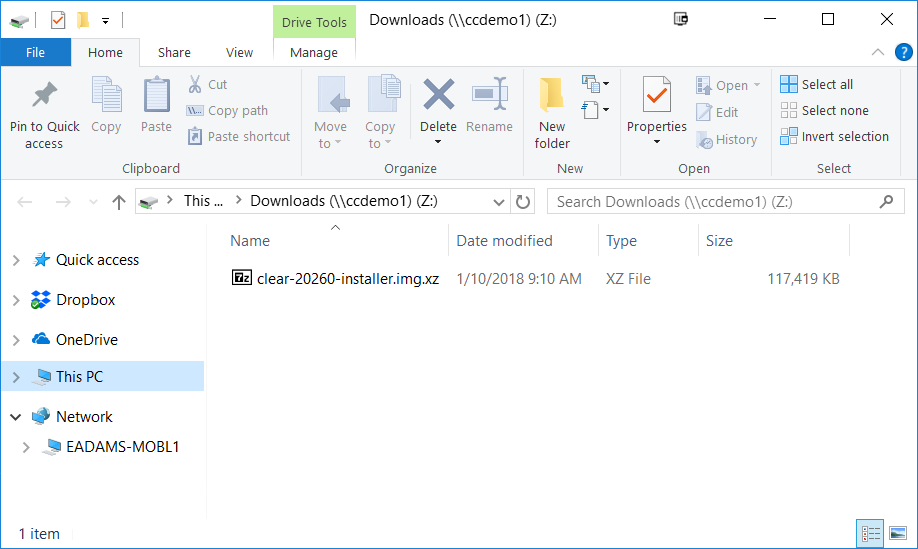 Drive Tools
Downloads (\\ccdemo1) (Z:)
File
Home
Share
View
Manage
Pin to Quick
access
Copy
Paste
Cut
Copy path
Paste shortcut
Clipboard
Move
to
Copy
to
Delete
Rename
Organize
New
folder
New
Properties
Open
Edit
History
Open
Select all
Select none
Invert selection
Select
This ... > Downloads (\\ccdemo1) (Z:)
Search Downloads (\\ccdemo1) (Z:)
Name Date modified Type Size
7z clear-20260-installer.img.xz 1/10/2018 9:10 AM XZ File 117,419 KB
Quick access
Dropbox
OneDrive
This PC
Network
EADAMS-MOBL1
1 item